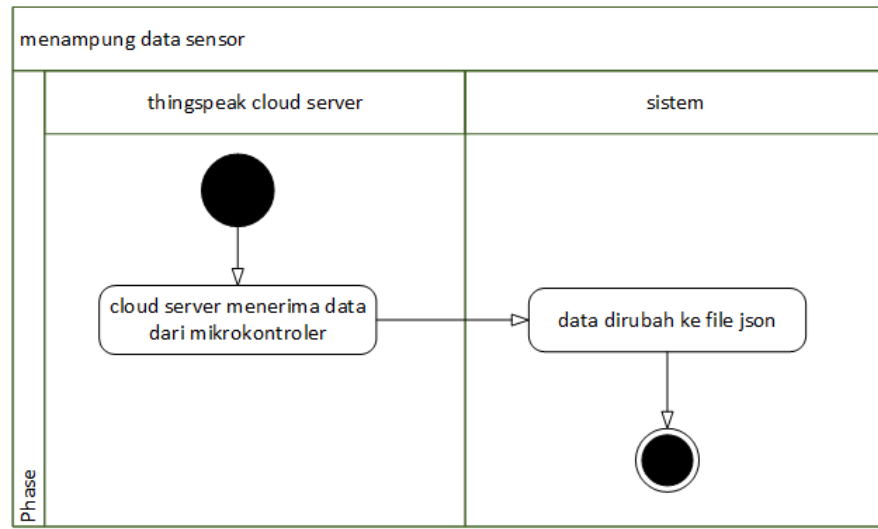 menampung data sensor
thingspeak cloud server
sistem
cloud server menerima data
dari mikrokontroler
data dirubah ke file json
Phase